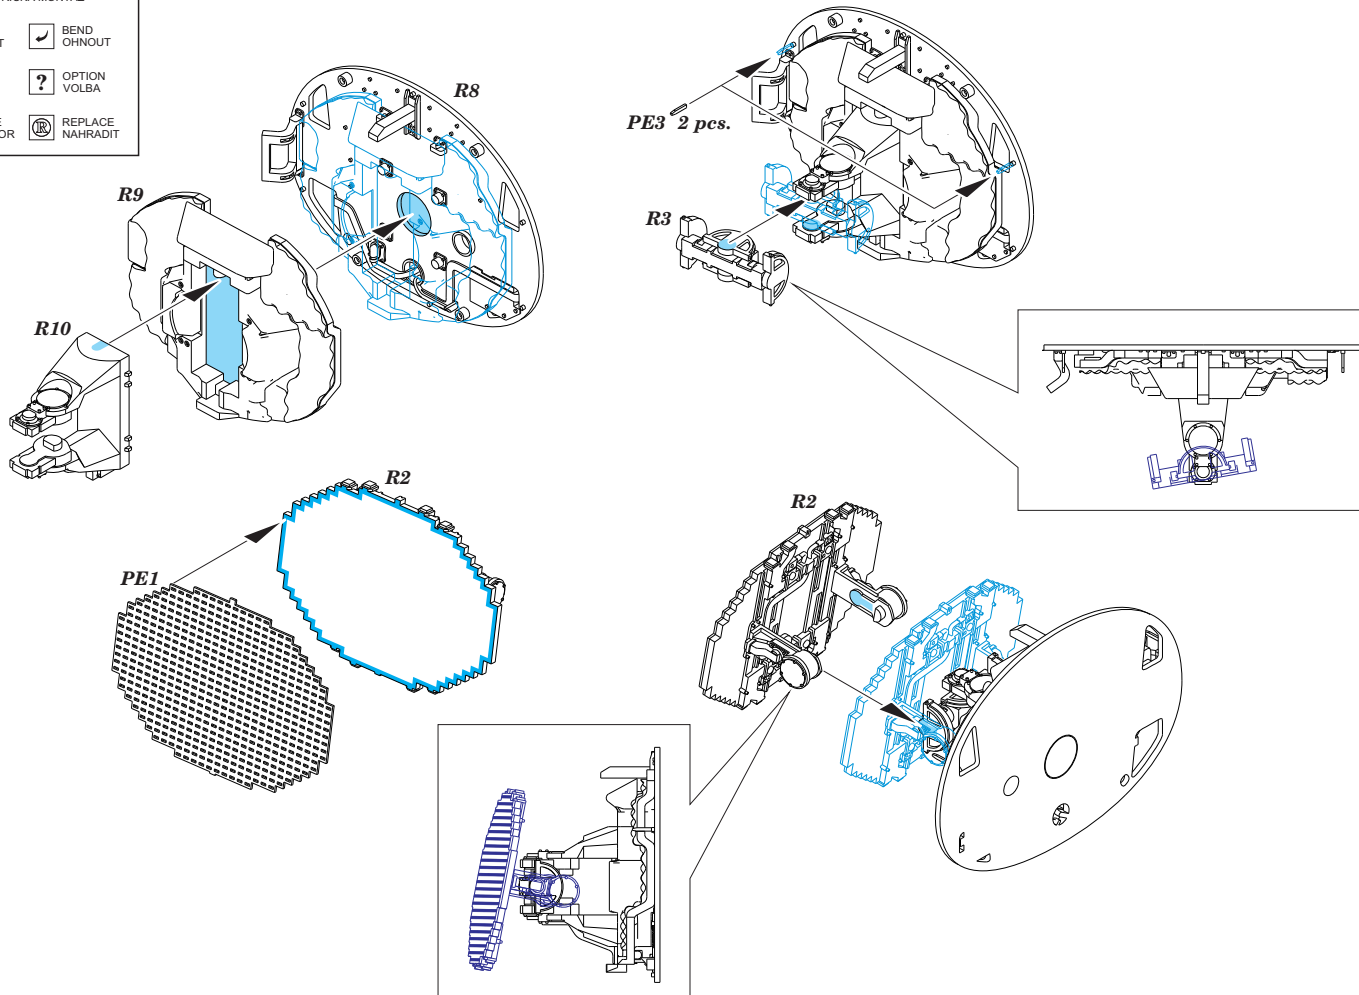 BEND
OHNOUT
?
OPTION
VOLBA
R
REPLACE
NAHRADIT
R8
R9
R10
PE3 2 pcs.
R3
R2
PE1
R2